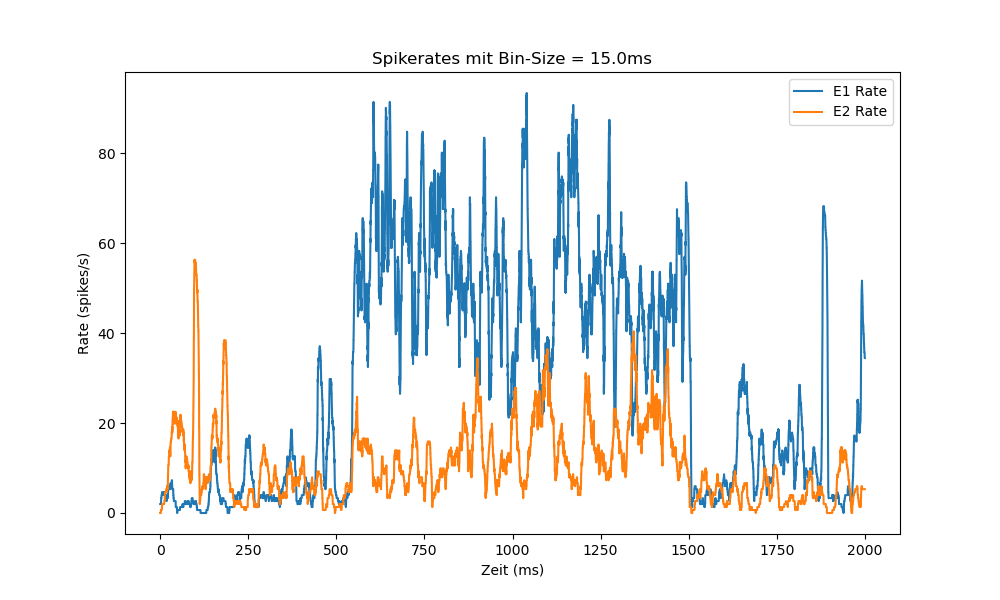 Spikerates mit Bin-Size = 15.0ms
E1 Rate
E2 Rate
Rate (spikes/s)
80
60
40
20
0
0 250 500 750 1000 1250 1500 1750 2000
Zeit (ms)